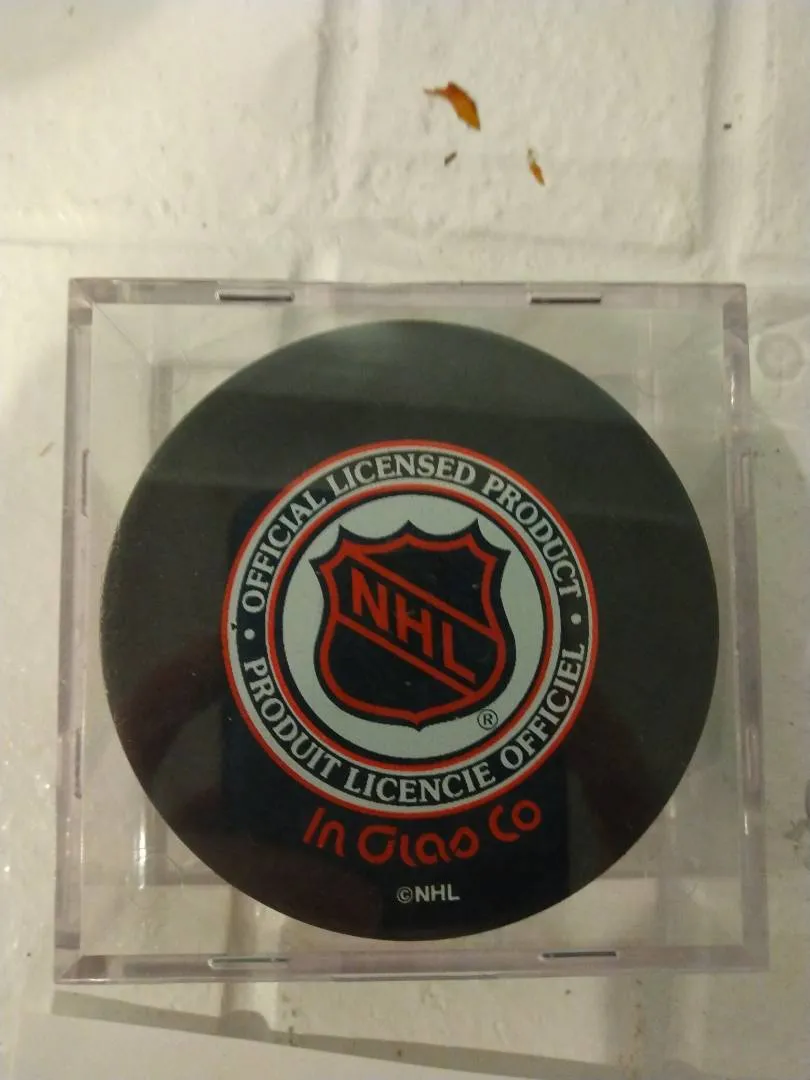 • OFFICIAL LICENSED PRODUCT •
NHL
®
PRODUIT LICENCIE OFFICIEL
In Glas Co
©NHL